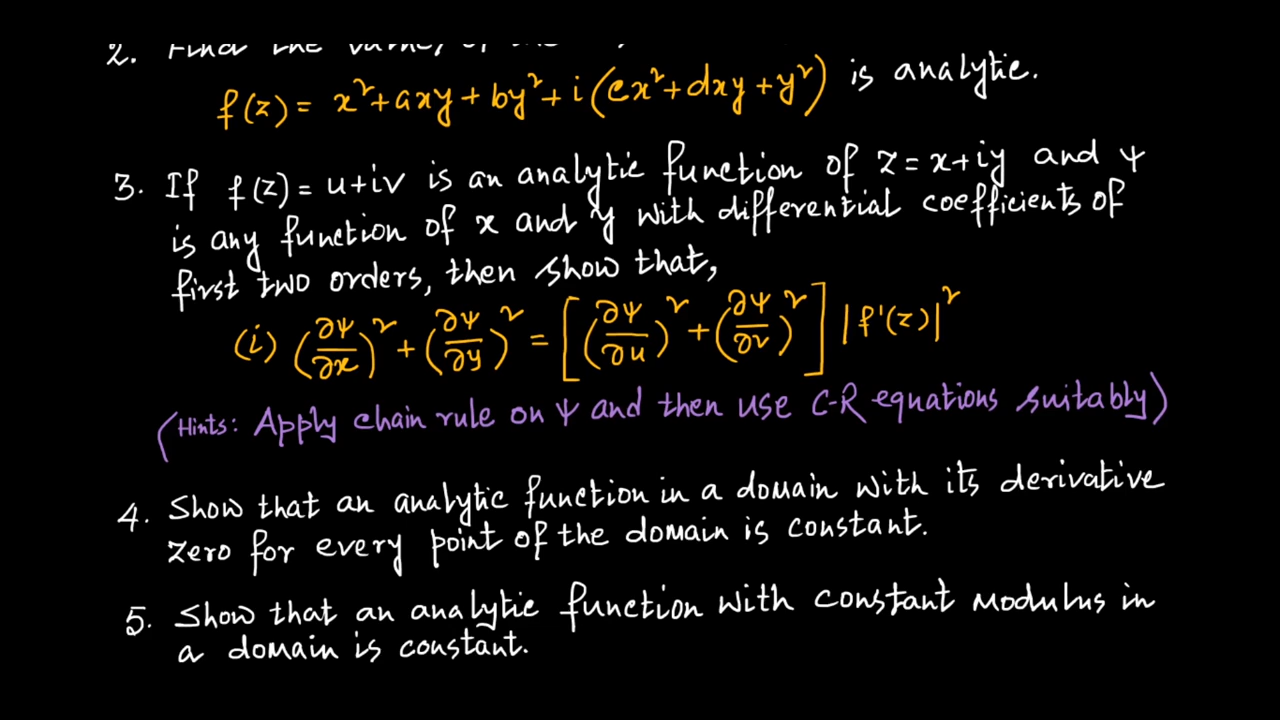 2. Find the values of the
f(z) = x²+axy+by²+i(cx²+dxy+y²) is analytic.
3. If f(z) = u+iv is an analytic function of z=x+iy and ψ
is any function of x and y with differential coefficients of
first two orders, then show that,
(i) (∂ψ/∂x)² + (∂ψ/∂y)² = [(∂ψ/∂u)² + (∂ψ/∂v)²] |f'(z)|²
(Hints: Apply chain rule on ψ and then use C-R equations suitably)
4. Show that an analytic function in a domain with its derivative
zero for every point of the domain is constant.
5. Show that an analytic function with constant modulus in
a domain is constant.